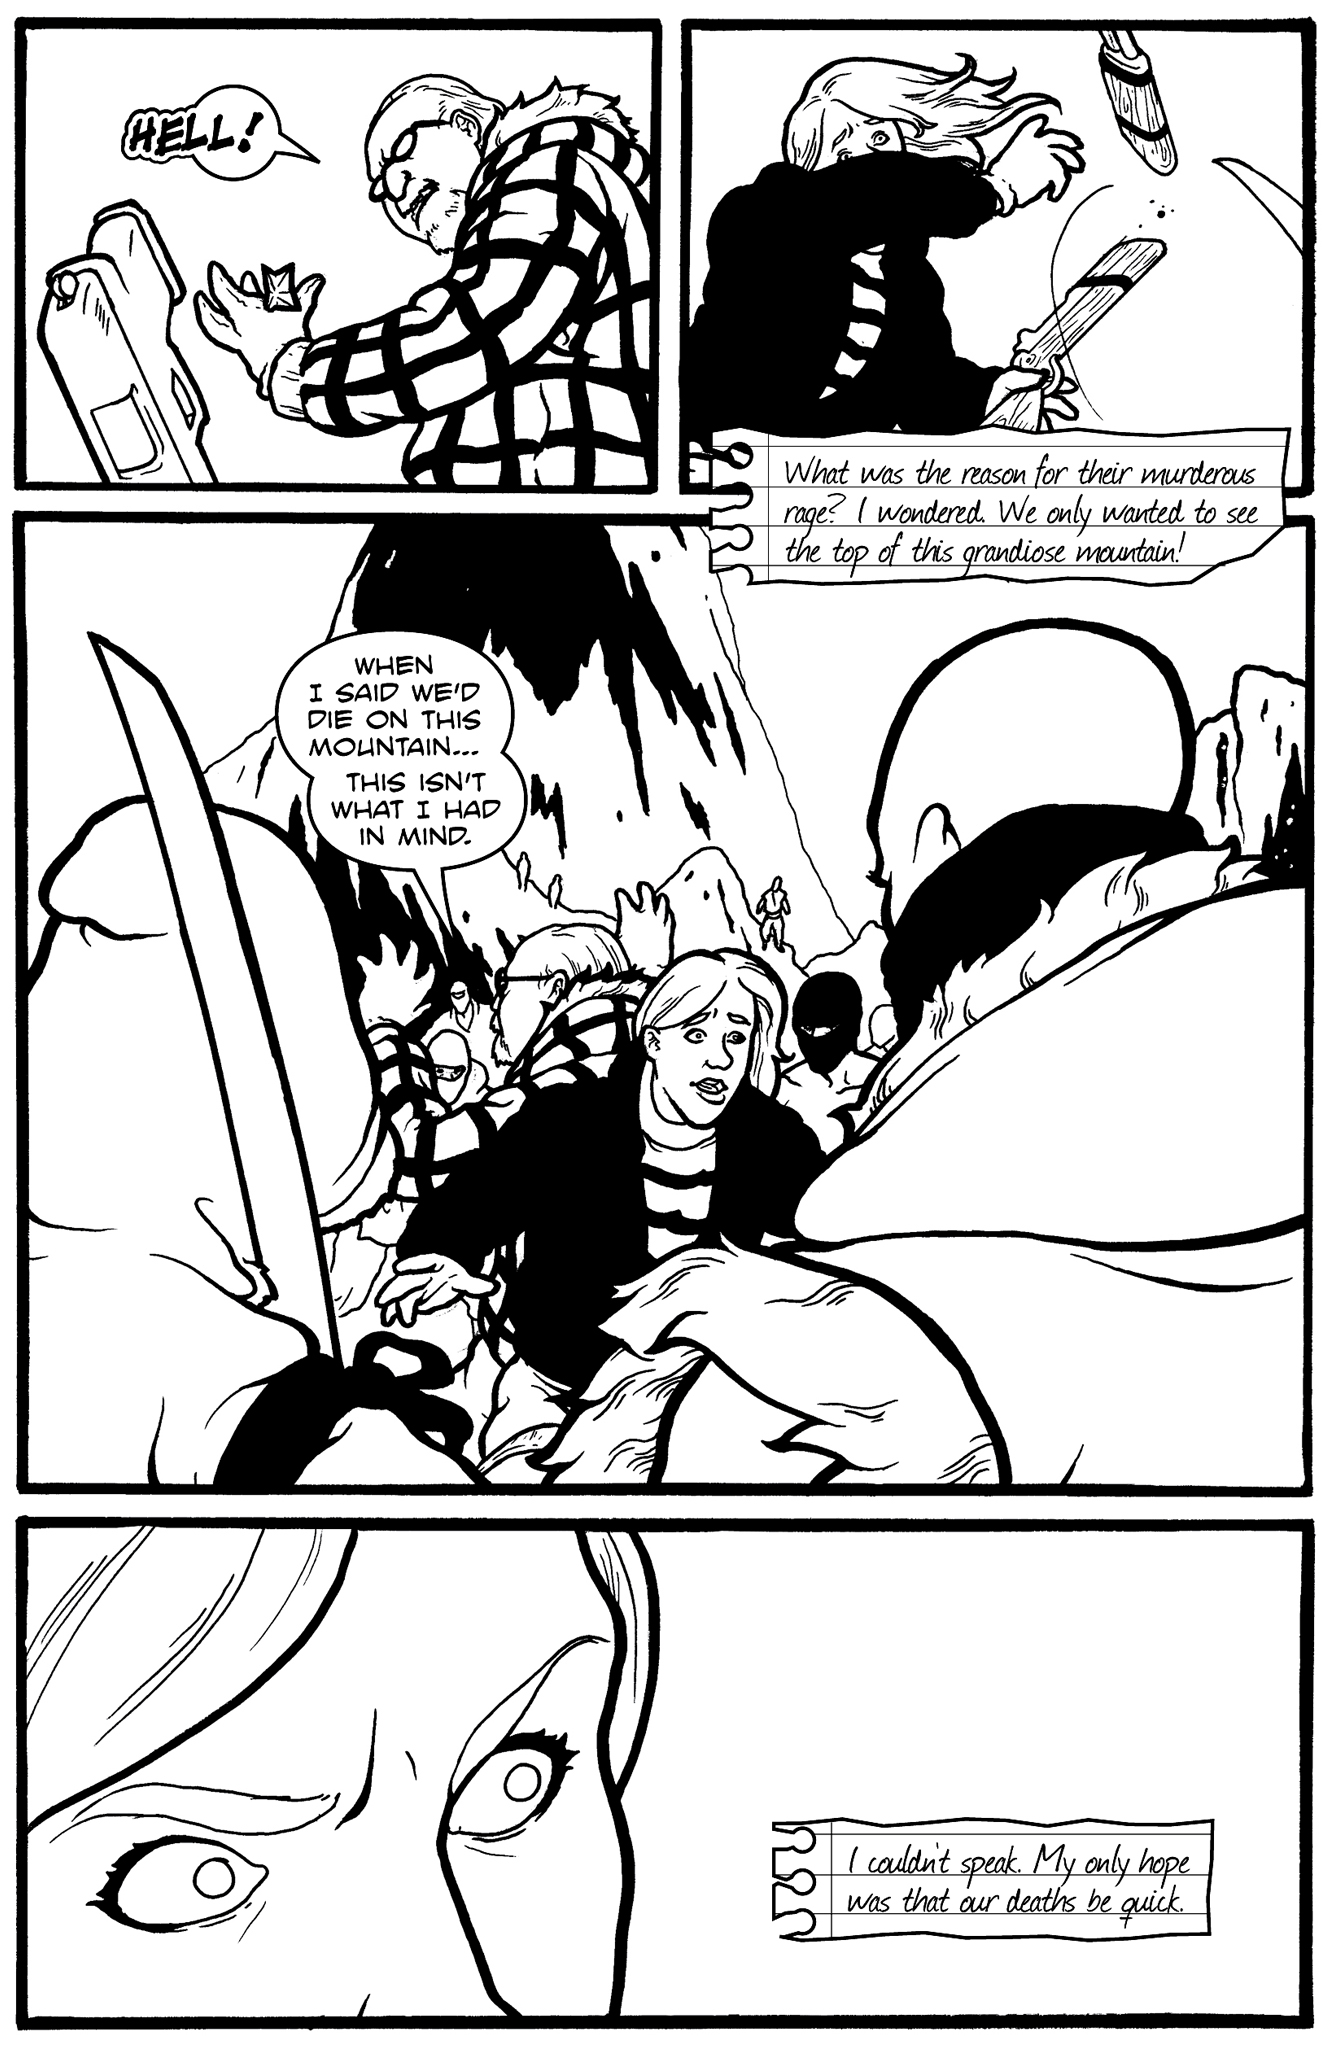 HELL!
What was the reason for their murderous
rage? I wondered. We only wanted to see
the top of this grandiose mountain!
WHEN
I SAID WE'D
DIE ON THIS
MOUNTAIN...
THIS ISN'T
WHAT I HAD
IN MIND.
I couldn't speak. My only hope
was that our deaths be quick.